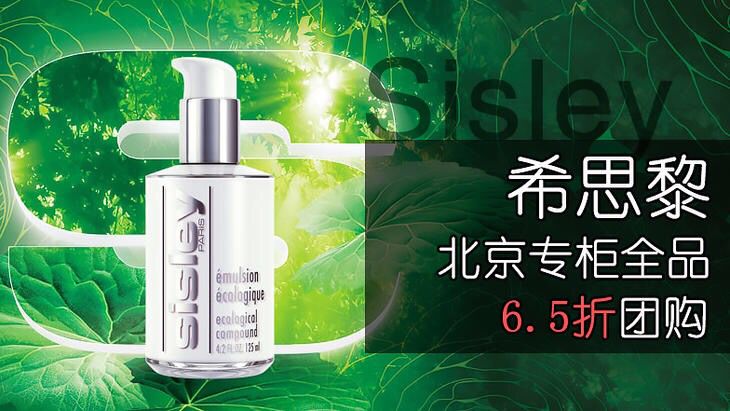 Sisley
希思黎
北京专柜全品
6.5折团购
sisley
PARIS
émulsion
écologique
ecological
compound
4.2 FL.OZ. 125 ml